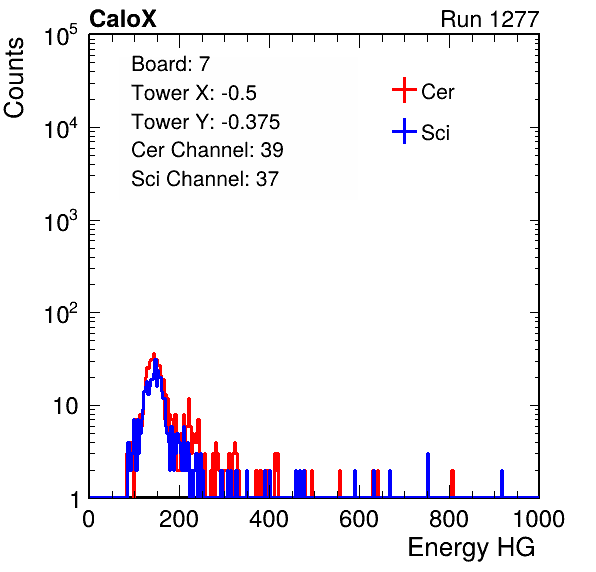 CaloX Run 1277
Counts
Board: 7
Tower X: -0.5
Tower Y: -0.375
Cer Channel: 39
Sci Channel: 37
Cer
Sci
10^5
10^4
10^3
10^2
10
1
0 200 400 600 800 1000
Energy HG